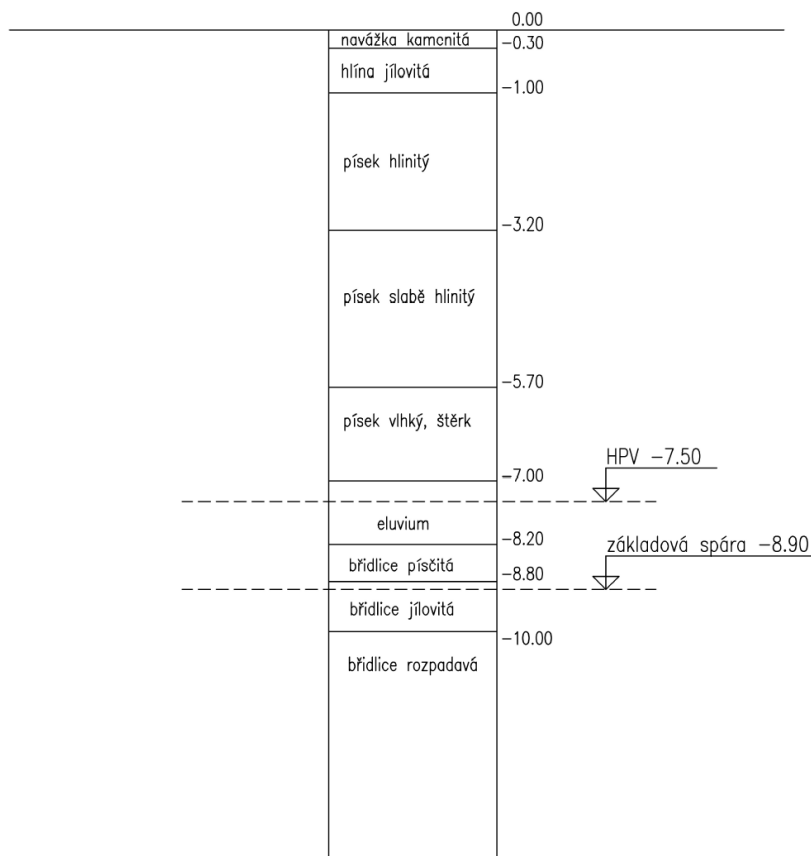 0.00
navážka kamenitá
-0.30
hlína jílovitá
-1.00
písek hlinitý
-3.20
písek slabě hlinitý
-5.70
písek vlhký, štěrk
HPV -7.50
-7.00
eluvium
-8.20
základová spára -8.90
břidlice písčitá
-8.80
břidlice jílovitá
-10.00
břidlice rozpadavá